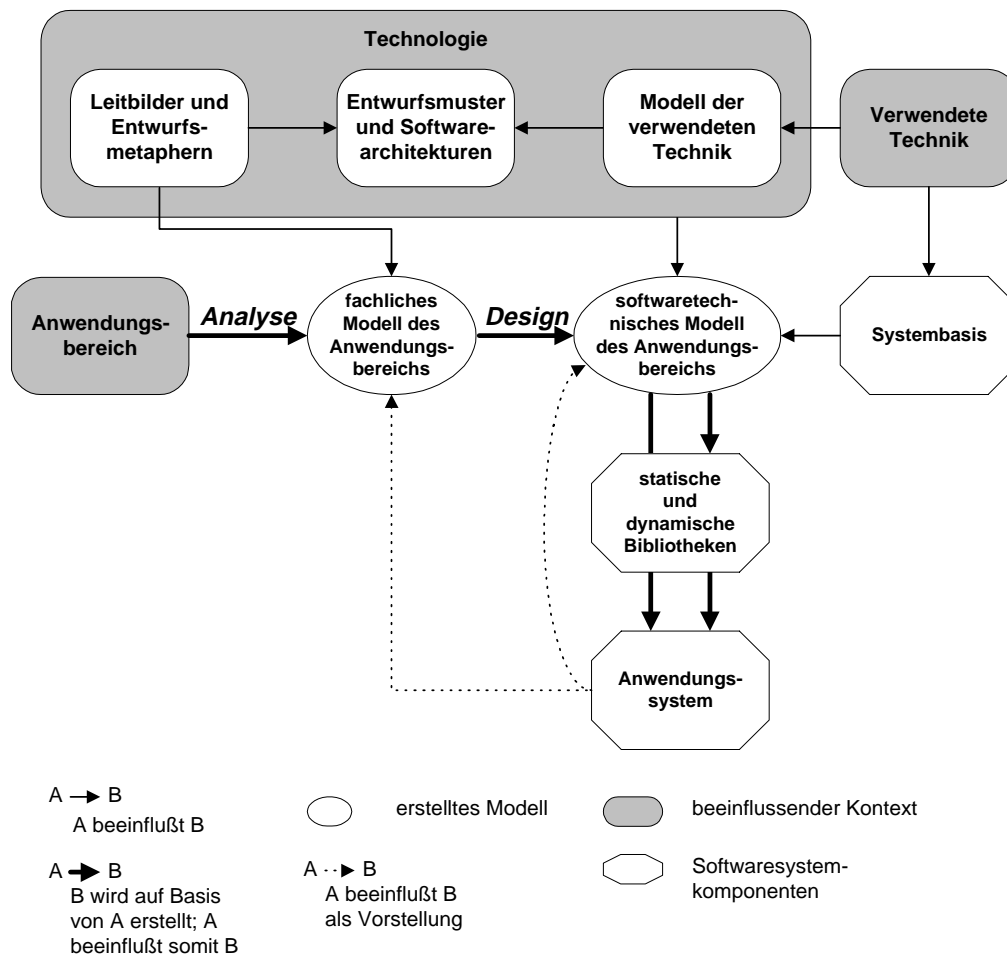 Technologie
Leitbilder und
Entwurfs-
metaphern
Entwurfsmuster
und Software-
architekturen
Modell der
verwendeten
Technik
Verwendete
Technik
Anwendungs-
bereich
Analyse
fachliches
Modell des
Anwendungs-
bereichs
Design
softwaretech-
nisches Modell
des Anwendungs-
bereichs
Systembasis
statische
und
dynamische
Bibliotheken
Anwendungs-
system
A B
A beeinflußt B
erstelltes Modell
beeinflussender Kontext
A B
B wird auf Basis
von A erstellt; A
beeinflußt somit B
A B
A beeinflußt B
als Vorstellung
Softwaresystem-
komponenten